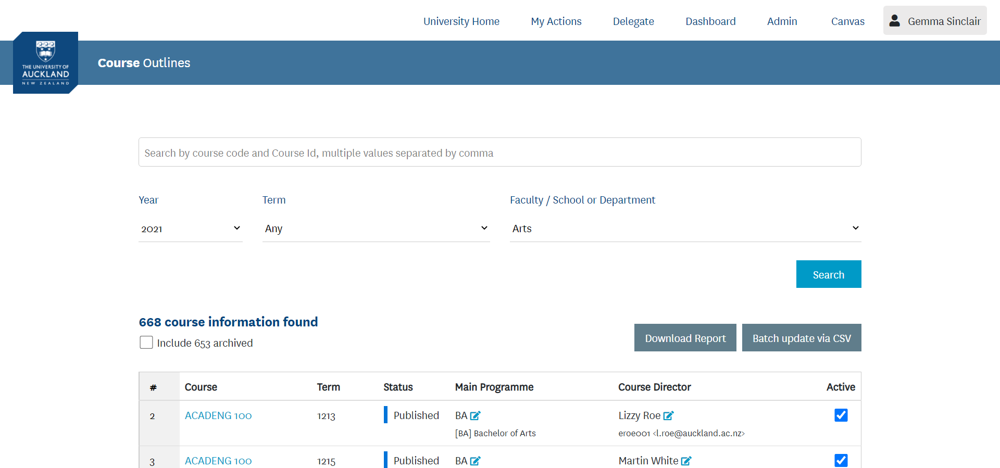 University Home My Actions Delegate Dashboard Admin Canvas Gemma Sinclair
THE UNIVERSITY OF
AUCKLAND
NEW ZEALAND
Course Outlines
Search by course code and Course Id, multiple values separated by comma
Year Term Faculty / School or Department
2021 Any Arts
Search
668 course information found
Include 653 archived
Download Report Batch update via CSV
# Course Term Status Main Programme Course Director Active
2 ACADENG 100 1213 Published BA Lizzy Roe
[BA] Bachelor of Arts eroe001 <l.roe@auckland.ac.nz>
3 ACADENG 100 1215 Published BA Martin White